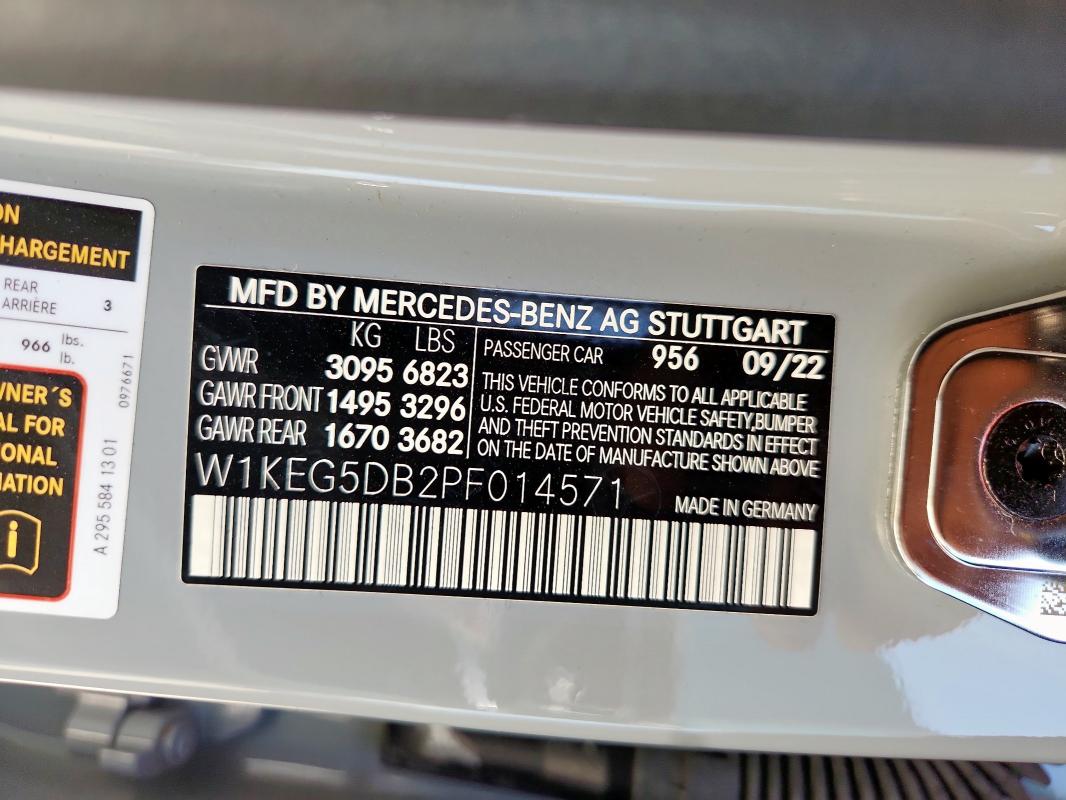 ON
HARGEMENT
REAR
ARRIÈRE 3
966 lbs.
lb.
WNER´S
AL FOR
IONAL
MATION
i
0976671
A 295 584 13 01
MFD BY MERCEDES-BENZ AG STUTTGART
KG LBS
GVWR 3095 6823
GAWR FRONT 1495 3296
GAWR REAR 1670 3682
PASSENGER CAR 956 09/22
THIS VEHICLE CONFORMS TO ALL APPLICABLE
U.S. FEDERAL MOTOR VEHICLE SAFETY,BUMPER
AND THEFT PREVENTION STANDARDS IN EFFECT
ON THE DATE OF MANUFACTURE SHOWN ABOVE
W1KEG5DB2PF014571
MADE IN GERMANY